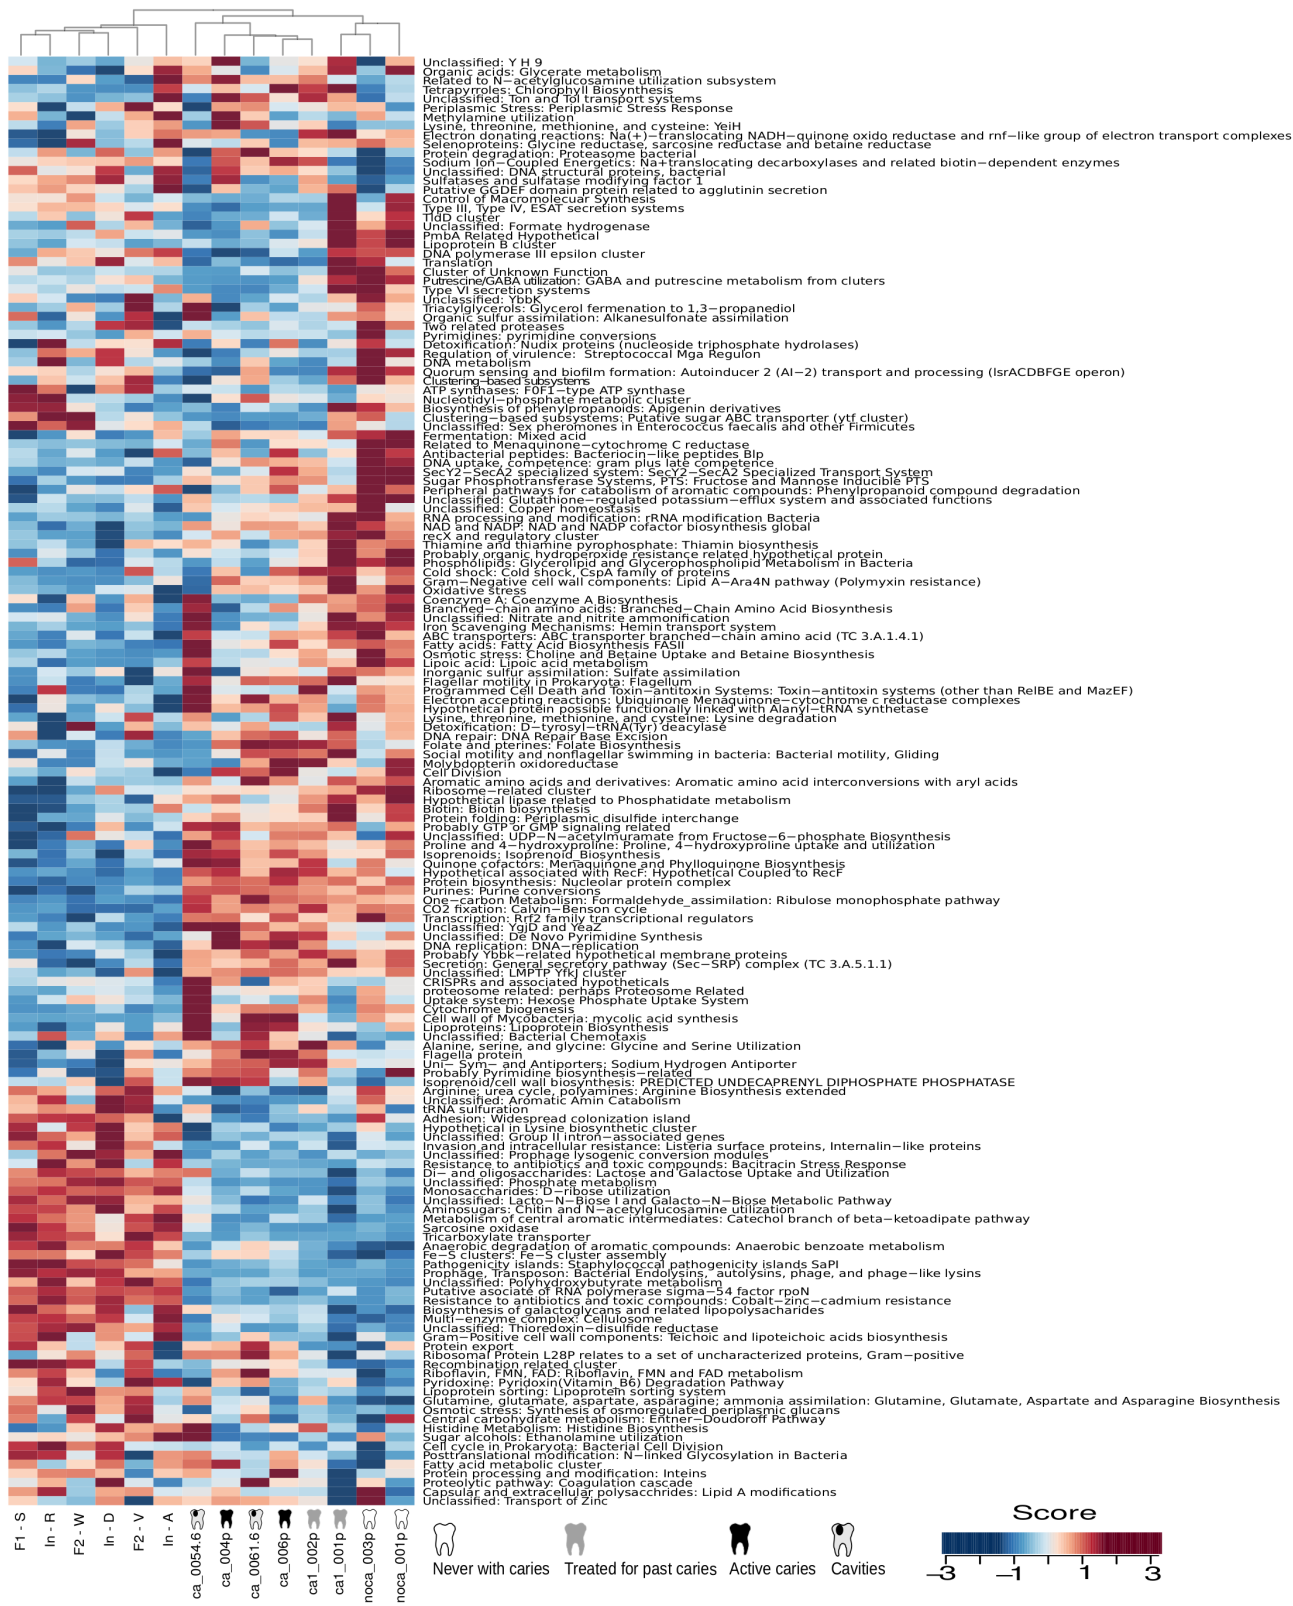 Unclassified: Y H 9
Organic acids: Glycerate metabolism
Related to N−acetylglucosamine utilization subsystem
Tetrapyrroles: Chlorophyll Biosynthesis
Unclassified: Ton and Tol transport systems
Periplasmic Stress: Periplasmic Stress Response
Methylamine utilization
Lysine, threonine, methionine, and cysteine: YeiH
Electron donating reactions: Na(+)−translocating NADH−quinone oxido reductase and rnf−like group of electron transport complexes
Selenoproteins: Glycine reductase, sarcosine reductase and betaine reductase
Protein degradation: Proteasome bacterial
Sodium Ion−Coupled Energetics: Na+translocating decarboxylases and related biotin−dependent enzymes
Unclassified: DNA structural proteins, bacterial
Sulfatases and sulfatase modifying factor 1
Putative GGDEF domain protein related to agglutinin secretion
Control of Macromolecuar Synthesis
Type III, Type IV, ESAT secretion systems
TldD cluster
Unclassified: Formate hydrogenase
PmbA Related Hypothetical
Lipoprotein B cluster
DNA polymerase III epsilon cluster
Translation
Cluster of Unknown Function
Putrescine/GABA utilization: GABA and putrescine metabolism from cluters
Type VI secretion systems
Unclassified: YbbK
Triacylglycerols: Glycerol fermenation to 1,3−propanediol
Organic sulfur assimilation: Alkanesulfonate assimilation
Two related proteases
Pyrimidines: pyrimidine conversions
Detoxification: Nudix proteins (nucleoside triphosphate hydrolases)
Regulation of virulence:  Streptococcal Mga Regulon
DNA metabolism
Quorum sensing and biofilm formation: Autoinducer 2 (AI−2) transport and processing (lsrACDBFGE operon)
Clustering−based subsystems
ATP synthases: F0F1−type ATP synthase
Nucleotidyl−phosphate metabolic cluster
Biosynthesis of phenylpropanoids: Apigenin derivatives
Clustering−based subsystems: Putative sugar ABC transporter (ytf cluster)
Unclassified: Sex pheromones in Enterococcus faecalis and other Firmicutes
Fermentation: Mixed acid
Related to Menaquinone−cytochrome C reductase
Antibacterial peptides: Bacteriocin−like peptides Blp
DNA uptake, competence: gram plus late competence
SecY2−SecA2 specialized system: SecY2−SecA2 Specialized Transport System
Sugar Phosphotransferase Systems, PTS: Fructose and Mannose Inducible PTS
Peripheral pathways for catabolism of aromatic compounds: Phenylpropanoid compound degradation
Unclassified: Glutathione−regulated potassium−efflux system and associated functions
Unclassified: Copper homeostasis
RNA processing and modification: rRNA modification Bacteria
NAD and NADP: NAD and NADP cofactor biosynthesis global
recX and regulatory cluster
Thiamine and thiamine pyrophosphate: Thiamin biosynthesis
Probably organic hydroperoxide resistance related hypothetical protein
Phospholipids: Glycerolipid and Glycerophospholipid Metabolism in Bacteria
Cold shock: Cold shock, CspA family of proteins
Gram−Negative cell wall components: Lipid A−Ara4N pathway (Polymyxin resistance)
Oxidative stress
Coenzyme A: Coenzyme A Biosynthesis
Branched−chain amino acids: Branched−Chain Amino Acid Biosynthesis
Unclassified: Nitrate and nitrite ammonification
Iron Scavenging Mechanisms: Hemin transport system
ABC transporters: ABC transporter branched−chain amino acid (TC 3.A.1.4.1)
Fatty acids: Fatty Acid Biosynthesis FASII
Osmotic stress: Choline and Betaine Uptake and Betaine Biosynthesis
Lipoic acid: Lipoic acid metabolism
Inorganic sulfur assimilation: Sulfate assimilation
Flagellar motility in Prokaryota: Flagellum
Programmed Cell Death and Toxin−antitoxin Systems: Toxin−antitoxin systems (other than RelBE and MazEF)
Electron accepting reactions: Ubiquinone Menaquinone−cytochrome c reductase complexes
Hypothetical protein possible functionally linked with Alanyl−tRNA synthetase
Lysine, threonine, methionine, and cysteine: Lysine degradation
Detoxification: D−tyrosyl−tRNA(Tyr) deacylase
DNA repair: DNA Repair Base Excision
Folate and pterines: Folate Biosynthesis
Social motility and nonflagellar swimming in bacteria: Bacterial motility, Gliding
Molybdopterin oxidoreductase
Cell Division
Aromatic amino acids and derivatives: Aromatic amino acid interconversions with aryl acids
Ribosome−related cluster
Hypothetical lipase related to Phosphatidate metabolism
Biotin: Biotin biosynthesis
Protein folding: Periplasmic disulfide interchange
Probably GTP or GMP signaling related
Unclassified: UDP−N−acetylmuramate from Fructose−6−phosphate Biosynthesis
Proline and 4−hydroxyproline: Proline, 4−hydroxyproline uptake and utilization
Isoprenoids: Isoprenoid_Biosynthesis
Quinone cofactors: Menaquinone and Phylloquinone Biosynthesis
Hypothetical associated with RecF: Hypothetical Coupled to RecF
Protein biosynthesis: Nucleolar protein complex
Purines: Purine conversions
One−carbon Metabolism: Formaldehyde_assimilation: Ribulose monophosphate pathway
CO2 fixation: Calvin−Benson cycle
Transcription: Rrf2 family transcriptional regulators
Unclassified: YgjD and YeaZ
Unclassified: De Novo Pyrimidine Synthesis
DNA replication: DNA−replication
Probably Ybbk−related hypothetical membrane proteins
Secretion: General secretory pathway (Sec−SRP) complex (TC 3.A.5.1.1)
Unclassified: LMPTP YfkJ cluster
CRISPRs and associated hypotheticals
proteosome related: perhaps Proteosome Related
Uptake system: Hexose Phosphate Uptake System
Cytochrome biogenesis
Cell wall of Mycobacteria: mycolic acid synthesis
Lipoproteins: Lipoprotein Biosynthesis
Unclassified: Bacterial Chemotaxis
Alanine, serine, and glycine: Glycine and Serine Utilization
Flagella protein
Uni− Sym− and Antiporters: Sodium Hydrogen Antiporter
Probably Pyrimidine biosynthesis−related
Isoprenoid/cell wall biosynthesis: PREDICTED UNDECAPRENYL DIPHOSPHATE PHOSPHATASE
Arginine; urea cycle, polyamines: Arginine Biosynthesis extended
Unclassified: Aromatic Amin Catabolism
tRNA sulfuration
Adhesion: Widespread colonization island
Hypothetical in Lysine biosynthetic cluster
Unclassified: Group II intron−associated genes
Invasion and intracellular resistance: Listeria surface proteins, Internalin−like proteins
Unclassified: Prophage lysogenic conversion modules
Resistance to antibiotics and toxic compounds: Bacitracin Stress Response
Di− and oligosaccharides: Lactose and Galactose Uptake and Utilization
Unclassified: Phosphate metabolism
Monosaccharides: D−ribose utilization
Unclassified: Lacto−N−Biose I and Galacto−N−Biose Metabolic Pathway
Aminosugars: Chitin and N−acetylglucosamine utilization
Metabolism of central aromatic intermediates: Catechol branch of beta−ketoadipate pathway
Sarcosine oxidase
Tricarboxylate transporter
Anaerobic degradation of aromatic compounds: Anaerobic benzoate metabolism
Fe−S clusters: Fe−S cluster assembly
Pathogenicity islands: Staphylococcal pathogenicity islands SaPI
Prophage, Transposon: Bacterial Endolysins,  autolysins, phage, and phage−like lysins
Unclassified: Polyhydroxybutyrate metabolism
Putative asociate of RNA polymerase sigma−54 factor rpoN
Resistance to antibiotics and toxic compounds: Cobalt−zinc−cadmium resistance
Biosynthesis of galactoglycans and related lipopolysacharides
Multi−enzyme complex: Cellulosome
Unclassified: Thioredoxin−disulfide reductase
Gram−Positive cell wall components: Teichoic and lipoteichoic acids biosynthesis
Protein export
Ribosomal Protein L28P relates to a set of uncharacterized proteins, Gram−positive
Recombination related cluster
Riboflavin, FMN, FAD: Riboflavin, FMN and FAD metabolism
Pyridoxine: Pyridoxin(Vitamin_B6) Degradation Pathway
Lipoprotein sorting: Lipoprotein sorting system
Glutamine, glutamate, aspartate, asparagine; ammonia assimilation: Glutamine, Glutamate, Aspartate and Asparagine Biosynthesis
Osmotic stress: Synthesis of osmoregulated periplasmic glucans
Central carbohydrate metabolism: Entner−Doudoroff Pathway
Histidine Metabolism: Histidine Biosynthesis
Sugar alcohols: Ethanolamine utilization
Cell cycle in Prokaryota: Bacterial Cell Division
Posttranslational modification: N−linked Glycosylation in Bacteria
Fatty acid metabolic cluster
Protein processing and modification: Inteins
Proteolytic pathway: Coagulation cascade
Capsular and extracellular polysacchrides: Lipid A modifications
Unclassified: Transport of Zinc
F1 - S
In - R
F2 - W
In - D
F2 - V
In - A
ca_0054.6
ca_004p
ca_0061.6
ca_006p
ca1_002p
ca1_001p
noca_003p
noca_001p
Never with caries
Treated for past caries
Active caries
Cavities
Score
−3 −1 1 3